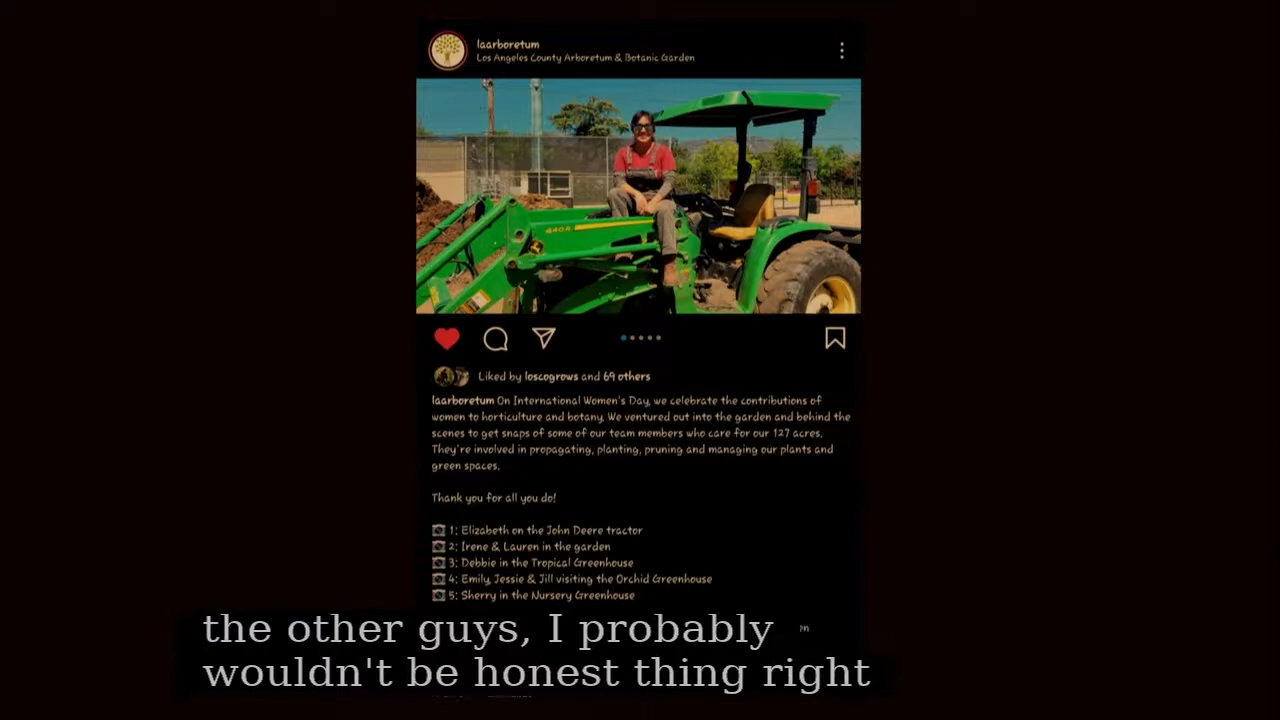 laarboretum
Los Angeles County Arboretum & Botanic Garden
440R
Liked by loscogrows and 69 others
laarboretum On International Women's Day, we celebrate the contributions of
women to horticulture and botany. We ventured out into the garden and behind the
scenes to get snaps of some of our team members who care for our 127 acres.
They're involved in propagating, planting, pruning and managing our plants and
green spaces.
Thank you for all you do!
1: Elizabeth on the John Deere tractor
2: Irene & Lauren in the garden
3: Debbie in the Tropical Greenhouse
4: Emily, Jessie & Jill visiting the Orchid Greenhouse
5: Sherry in the Nursery Greenhouse
the other guys, I probably
wouldn't be honest thing right